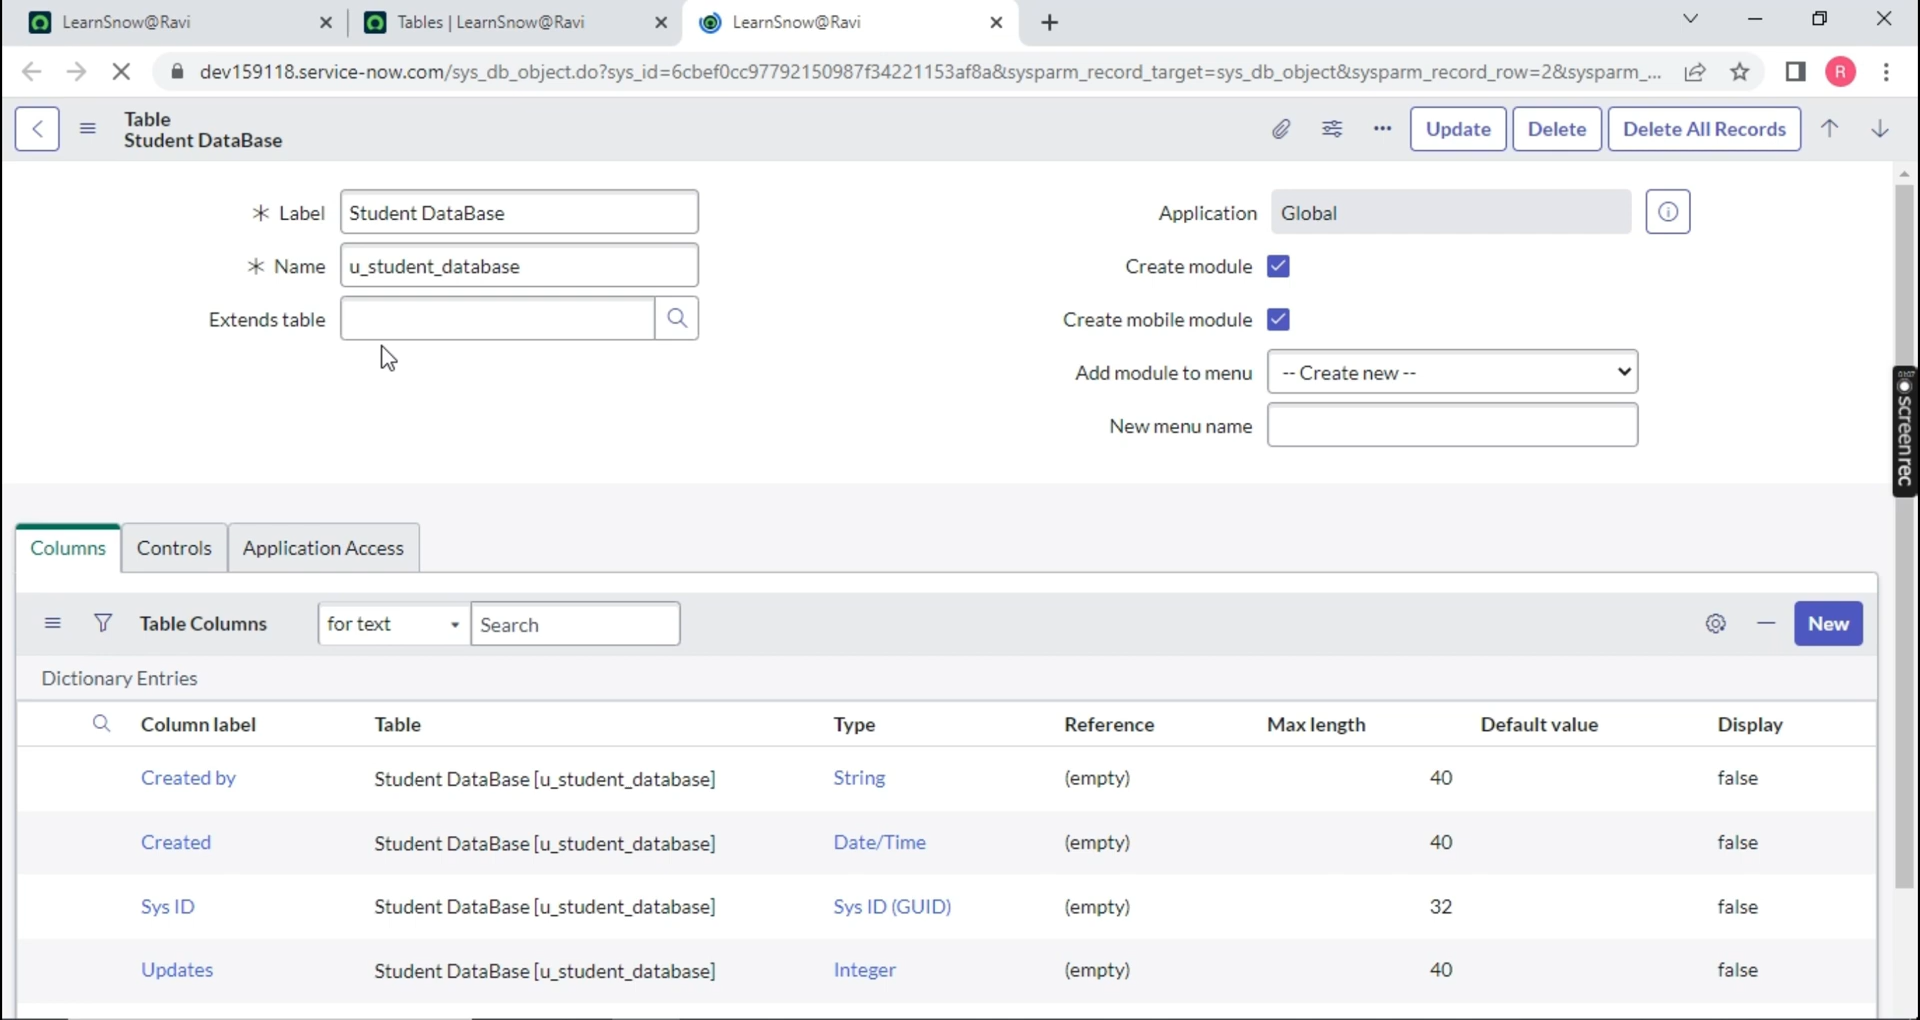 LearnSnow@Ravi
Tables | LearnSnow@Ravi
LearnSnow@Ravi
dev159118.service-now.com/sys_db_object.do?sys_id=6cbef0cc97792150987f34221153af8a&sysparm_record_target=sys_db_object&sysparm_record_row=2&sysparm_...
R
Table
Student DataBase
Update
Delete
Delete All Records
Label
Student DataBase
Application
Global
Name
u_student_database
Create module
Extends table
Create mobile module
Add module to menu
-- Create new --
New menu name
screenrec
Columns
Controls
Application Access
Table Columns
for text
Search
New
Dictionary Entries
Column label Table Type Reference Max length Default value Display
Created by Student DataBase [u_student_database] String (empty) 40 false
Created Student DataBase [u_student_database] Date/Time (empty) 40 false
Sys ID Student DataBase [u_student_database] Sys ID (GUID) (empty) 32 false
Updates Student DataBase [u_student_database] Integer (empty) 40 false